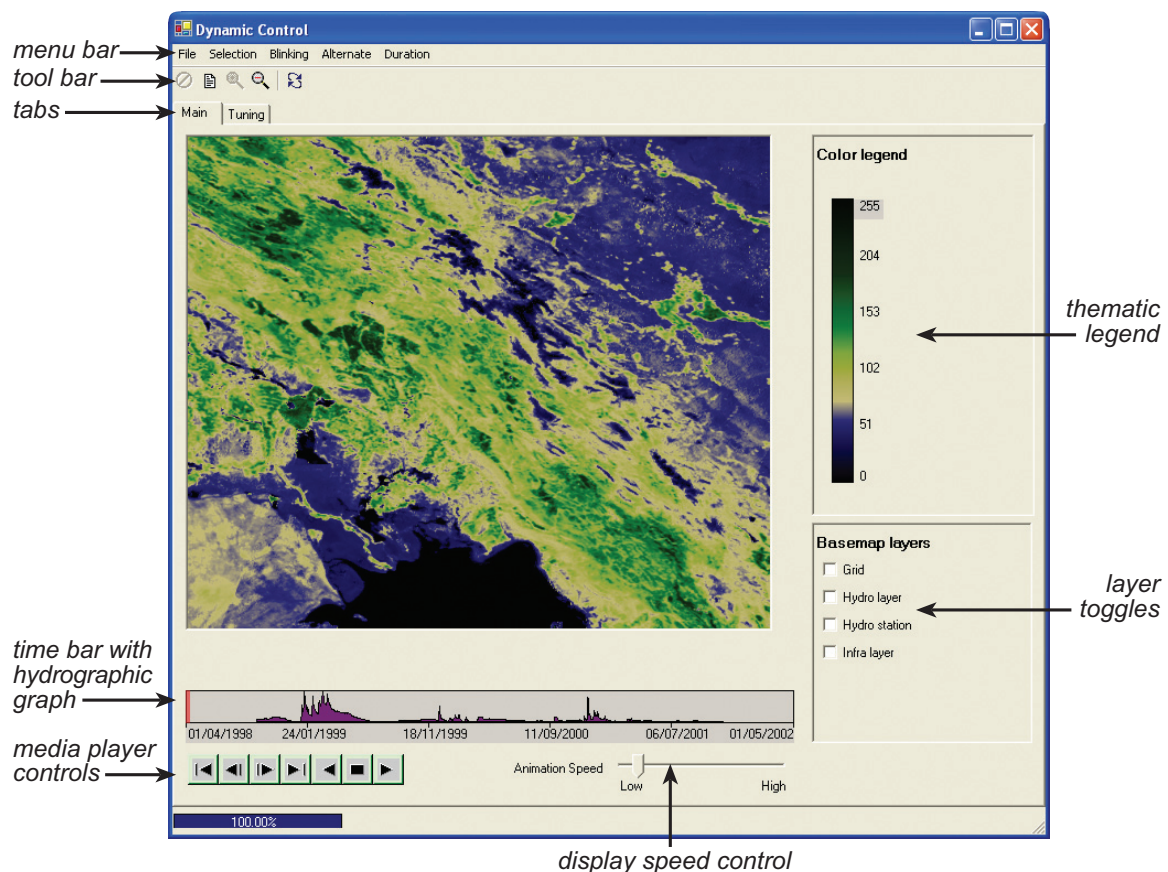 Dynamic Control
menu bar
File Selection Blinking Alternate Duration
tool bar
tabs
Main Tuning
Color legend
255
204
153
102
51
0
thematic
legend
Basemap layers
Grid
Hydro layer
Hydro station
Infra layer
layer
toggles
time bar with
hydrographic
graph
01/04/1998 24/01/1999 18/11/1999 11/09/2000 06/07/2001 01/05/2002
media player
controls
Animation Speed
Low High
100.00%
display speed control